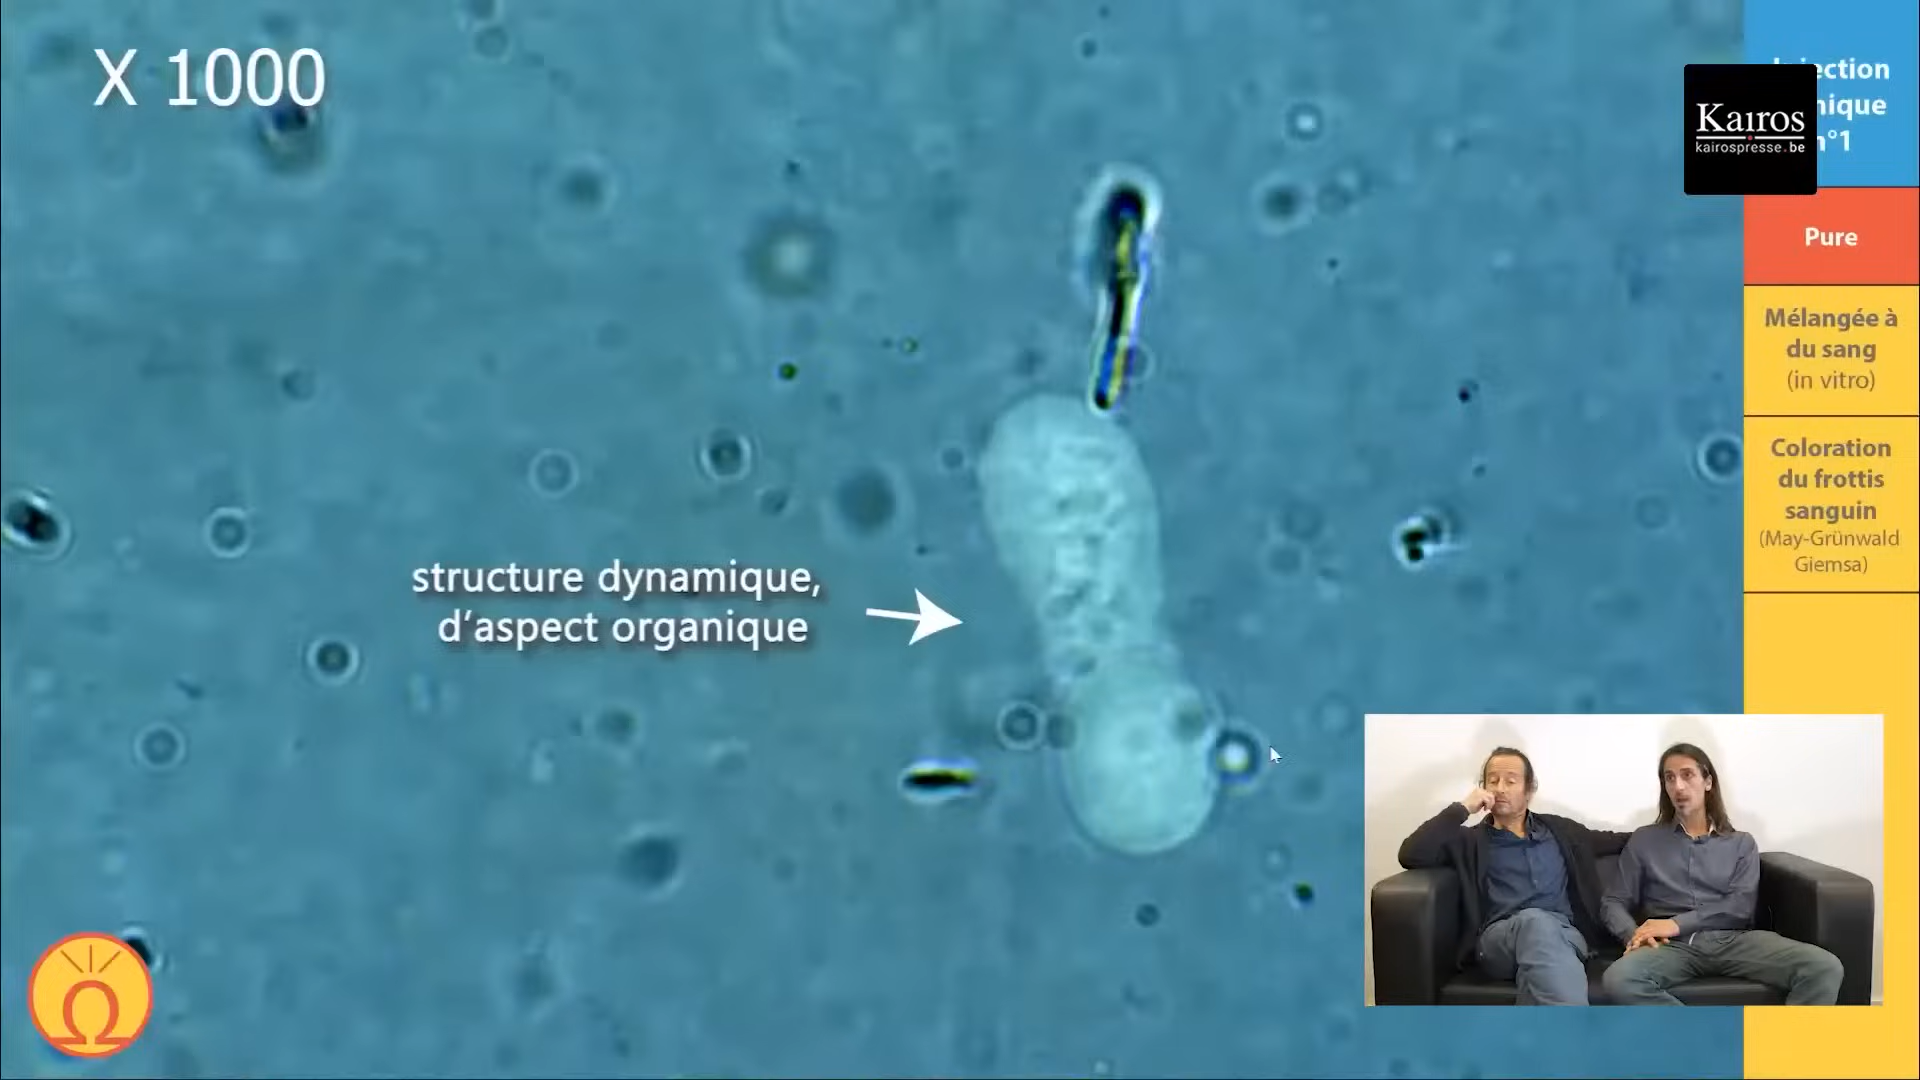 X 1000
Kairos
kairospresse.be
n°1
Pure
Mélangée à
du sang
(in vitro)
Coloration
du frottis
sanguin
(May-Grünwald
Giemsa)
structure dynamique,
d'aspect organique
Ω